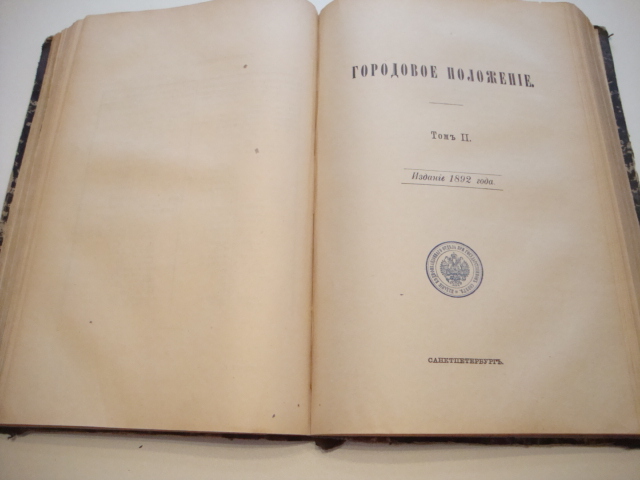 ГОРОДОВОЕ ПОЛОЖЕНІЕ.
Томъ II.
Изданія 1892 года.
САНКТПЕТЕРБУРГЪ.